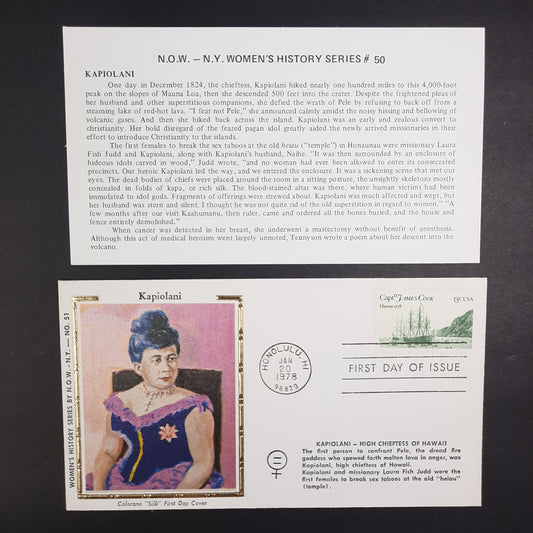 N.O.W. — N.Y. WOMEN'S HISTORY SERIES # 50
KAPIOLANI
One day in December 1824, the chieftess, Kapiolani hiked nearly one hundred miles to this 4,000-foot
peak on the slopes of Mauna Loa, then she descended 500 feet into the crater. Despite the frightened pleas of
her husband and other superstitious companions, she defied the wrath of Pele by refusing to back off from a
steaming lake of red-hot lava. "I fear not Pele," she announced calmly amidst the noisy hissing and bellowing of
volcanic gases. And then she hiked back across the island. Kapiolani was an early and zealous convert to
christianity. Her bold disregard of the feared pagan idol greatly aided the newly arrived missionaries in their
effort to introduce Christianity to the islands.
The first females to break the sex taboos at the old heiau ("temple") in Honaunau were missionary Laura
Fish Judd and Kapiolani, along with Kapiolani's husband, Naihe. "It was then surrounded by an enclosure of
hideous idols carved in wood," Judd wrote, "and no woman had ever been allowed to enter its consecrated
precincts. Our heroic Kapiolani led the way, and we entered the enclosure. It was a sickening scene that met our
eyes. The dead bodies of chiefs were placed around the room in a sitting posture, the unsightly skeletons mostly
concealed in folds of kapa, or rich silk. The blood-stained altar was there, where human victims had been
immolated to idol gods. Fragments of offerings were strewed about. Kapiolani was much affected and wept, but
her husband was stern and silent. I thought he was not quite rid of the old superstition in regard to women." "A
few months after our visit Kaahumanu, then ruler, came and ordered all the bones buried, and the house and
fence entirely demolished."
When cancer was detected in her breast, she underwent a mastectomy without benefit of anesthesia.
Although this act of medical heroism went largely unnoted, Tennyson wrote a poem about her descent into the
volcano.
WOMEN'S HISTORY SERIES BY N.O.W. - N.Y. — NO. 51
Kapiolani
Colorano "Silk" First Day Cover
HONOLULU, HI
JAN
20
1978
96820
Capt. JAMES COOK
Hawaii 1778
13c USA
FIRST DAY OF ISSUE
KAPIOLANI — HIGH CHIEFTESS OF HAWAII
The first person to confront Pele, the dread fire
goddess who spewed forth molten lava in anger, was
Kapiolani, high chieftess of Hawaii.
Kapiolani and missionary Laura Fish Judd were the
first females to break sex taboos at the old "heiau"
(temple).